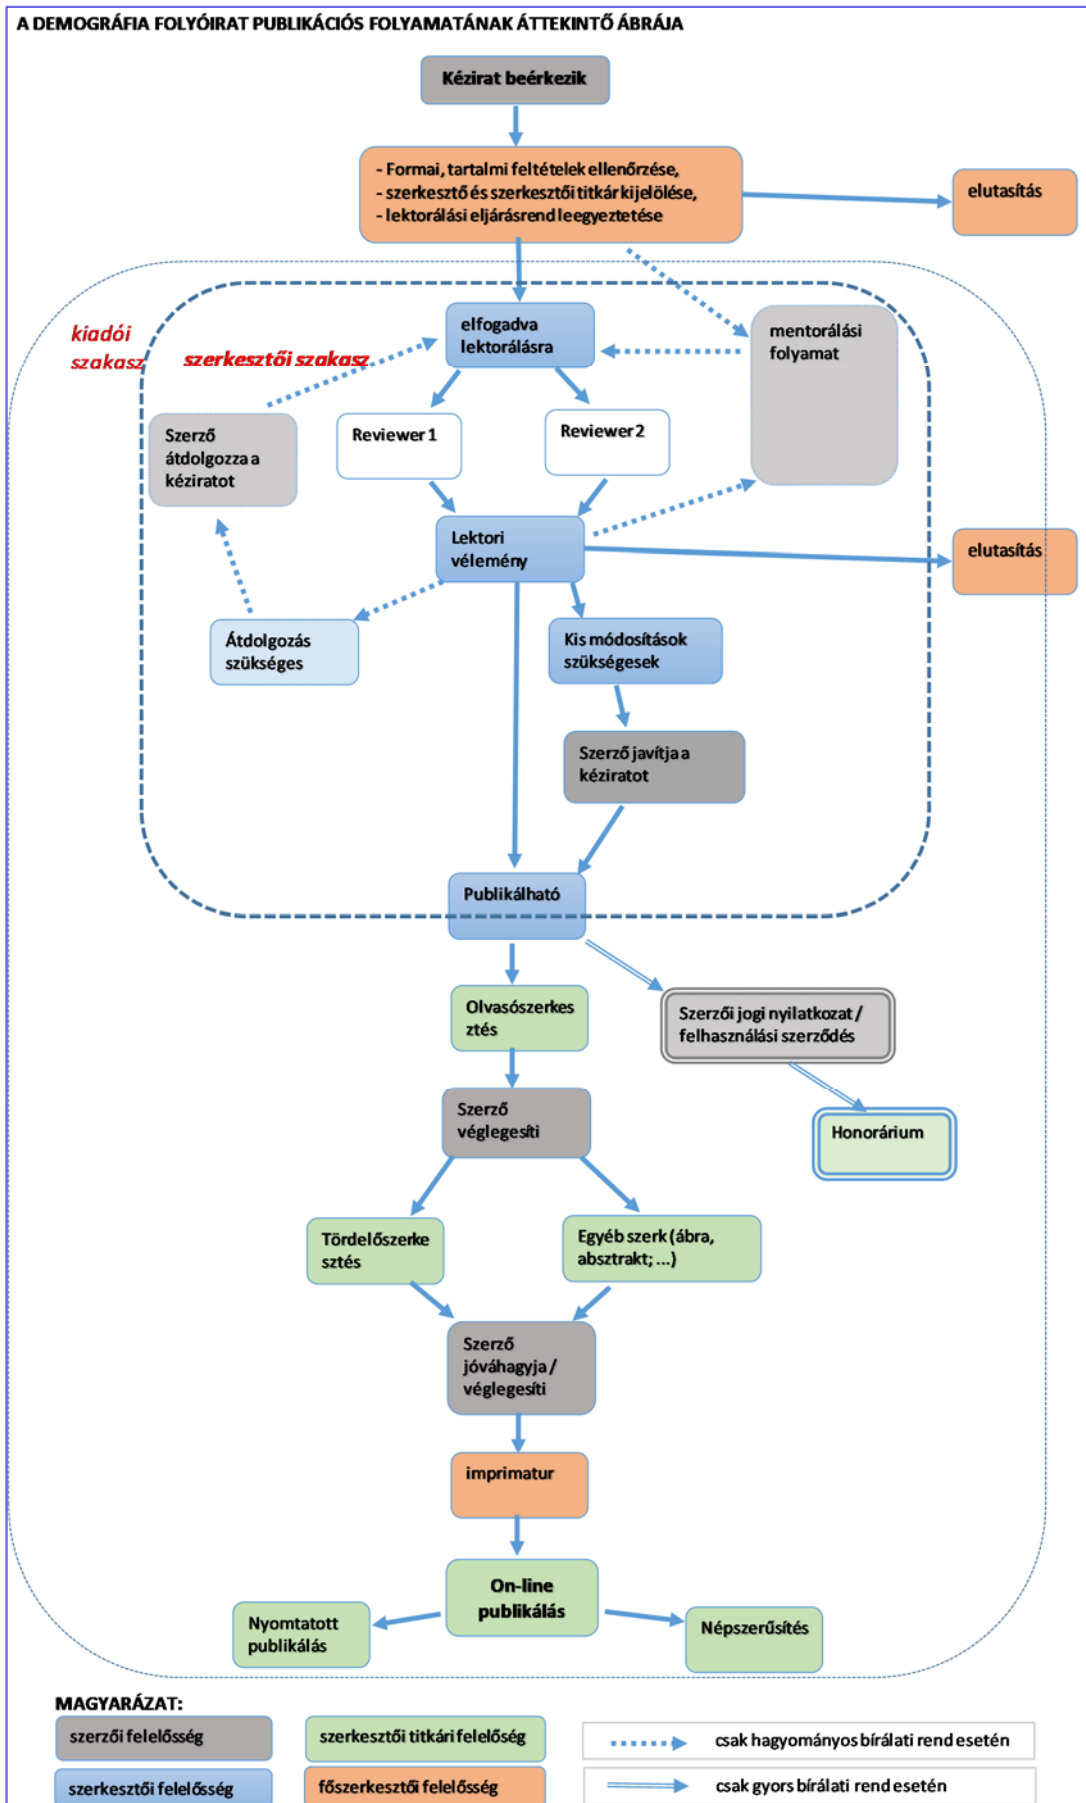 A DEMOGRÁFIA FOLYÓIRAT PUBLIKÁCIÓS FOLYAMATÁNAK ÁTTEKINTŐ ÁBRÁJA
Kézirat beérkezik
- Formai, tartalmi feltételek ellenőrzése,
- szerkesztő és szerkesztői titkár kijelölése,
- lektorálási eljárásrend leegyeztetése
elutasítás
kiadói
szakasz
szerkesztői szakasz
elfogadva
lektorálásra
mentorálási
folyamat
Szerző
átdolgozza a
kéziratot
Reviewer 1
Reviewer 2
Lektori
vélemény
elutasítás
Átdolgozás
szükséges
Kis módosítások
szükségesek
Szerző javítja a
kéziratot
Publikálható
Olvasószerkes
ztés
Szerzői jogi nyilatkozat /
felhasználási szerződés
Szerző
véglegesíti
Honorárium
Tördelőszerke
sztés
Egyéb szerk (ábra,
absztrakt; ...)
Szerző
jóváhagyja /
véglegesíti
imprimatur
On-line
publikálás
Nyomtatott
publikálás
Népszerűsítés
MAGYARÁZAT:
szerzői felelősség
szerkesztői titkári felelőség
csak hagyományos bírálati rend esetén
szerkesztői felelősség
főszerkesztői felelősség
csak gyors bírálati rend esetén